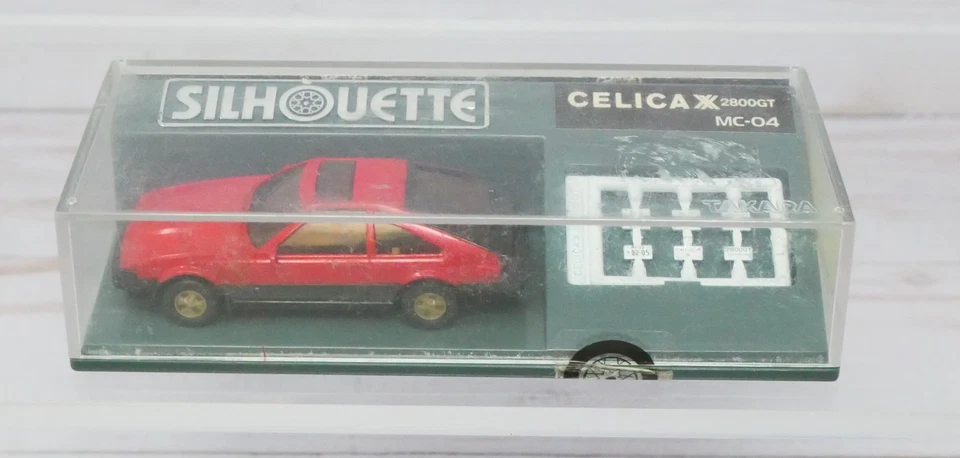 SILHOUETTE
CELICA XX 2800GT
MC-04
TAKARA